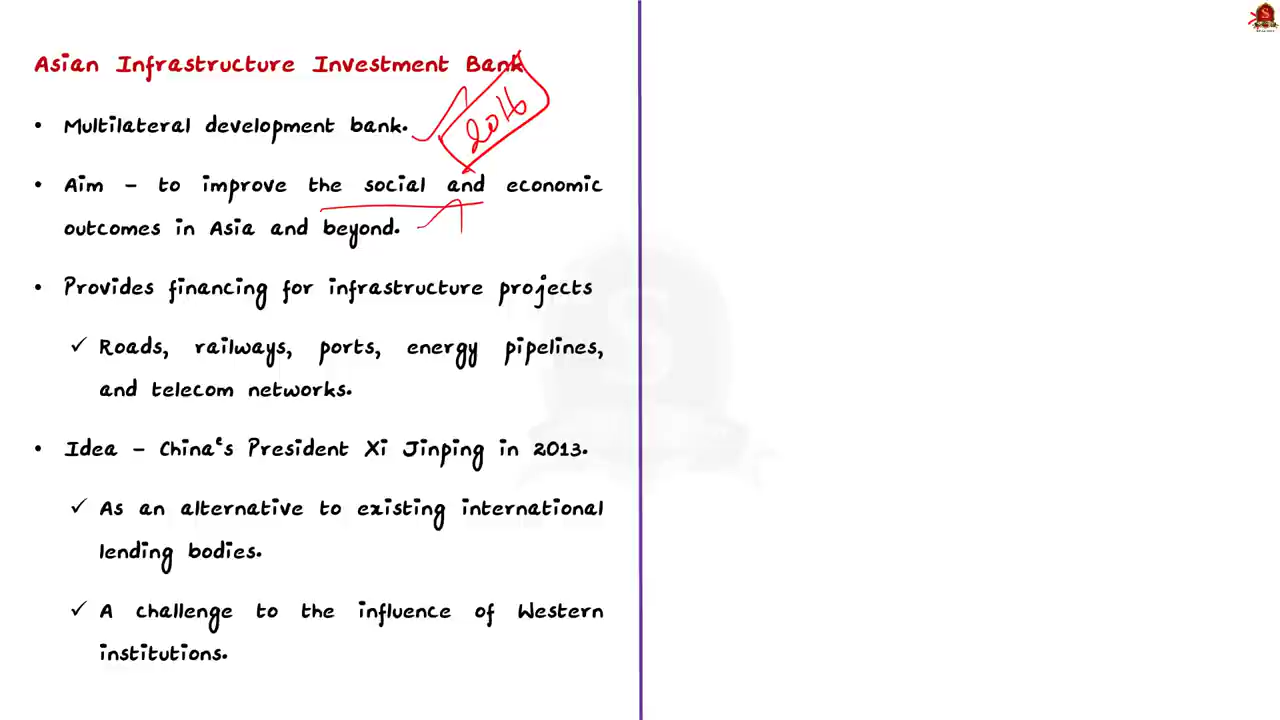 Asian Infrastructure Investment Bank
• Multilateral development bank.
2016
• Aim – to improve the social and economic
outcomes in Asia and beyond.
• Provides financing for infrastructure projects
✓ Roads, railways, ports, energy pipelines,
and telecom networks.
• Idea – China's President Xi Jinping in 2013.
✓ As an alternative to existing international
lending bodies.
✓ A challenge to the influence of Western
institutions.